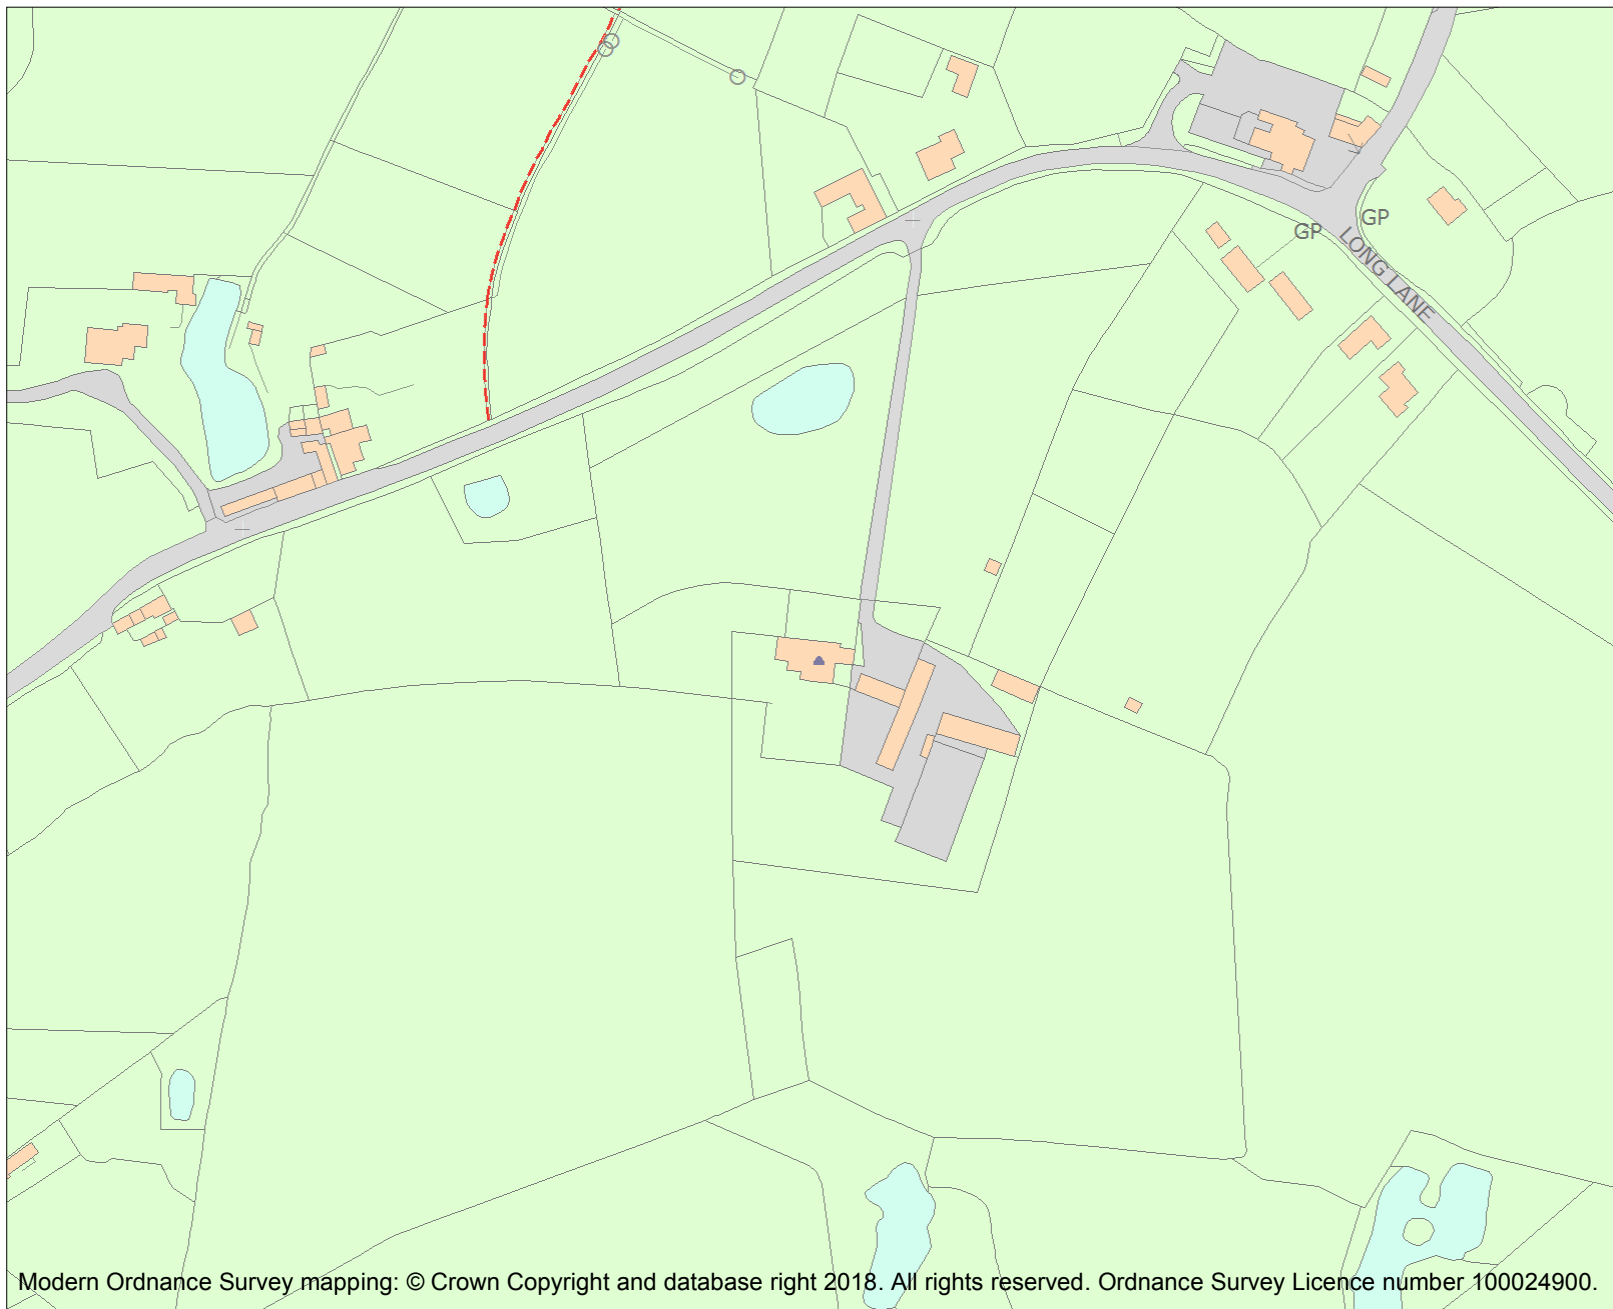 GP
GP
LONG LANE
Modern Ordnance Survey mapping: © Crown Copyright and database right 2018. All rights reserved. Ordnance Survey Licence number 100024900.